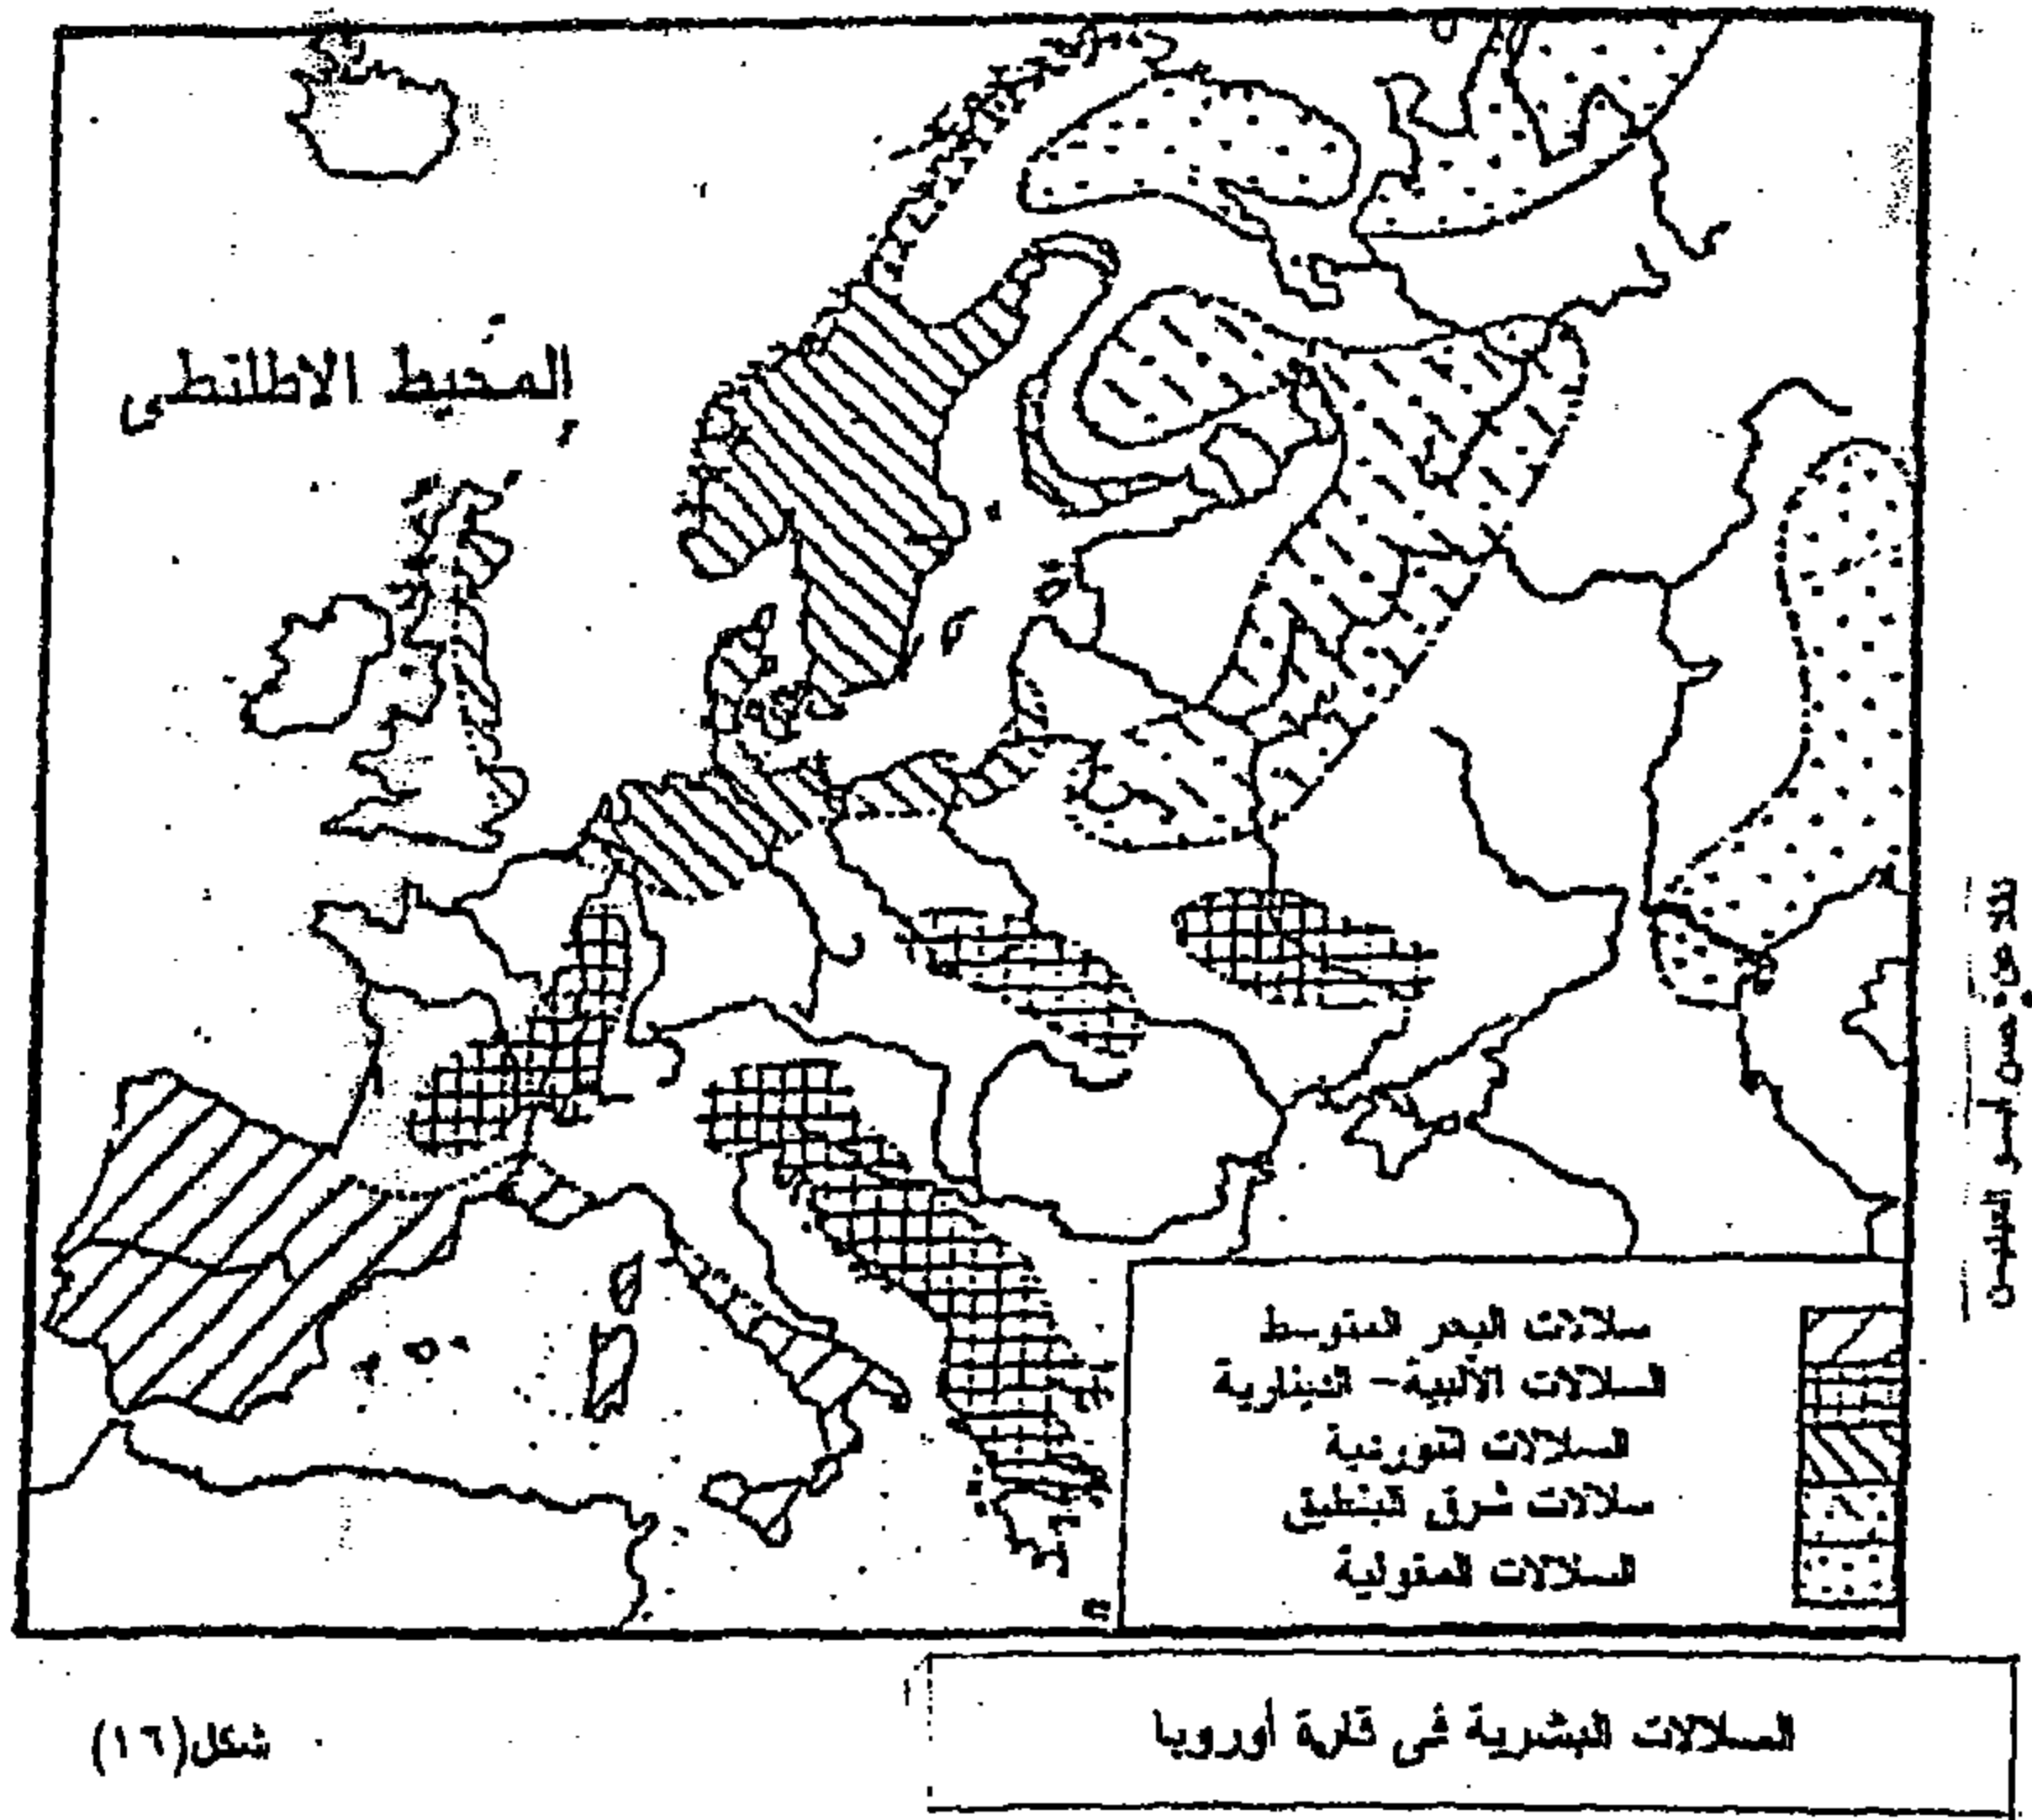 المحيط الاطلنطى
سلالات البحر المتوسط
السلالات الألبية - الدينارية
السلالات النوردية
سلالات شرق البلطيق
السلالات المغولية
السلالات البشرية فى قارة أوروبا
شكل (١٦)